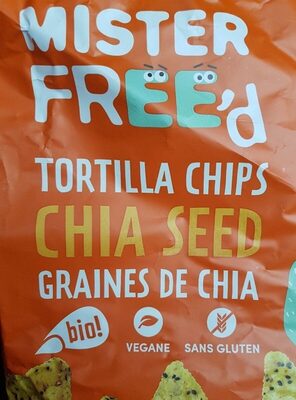 MISTER
FREE'd
TORTILLA CHIPS
CHIA SEED
GRAINES DE CHIA
bio!
VEGANE SANS GLUTEN